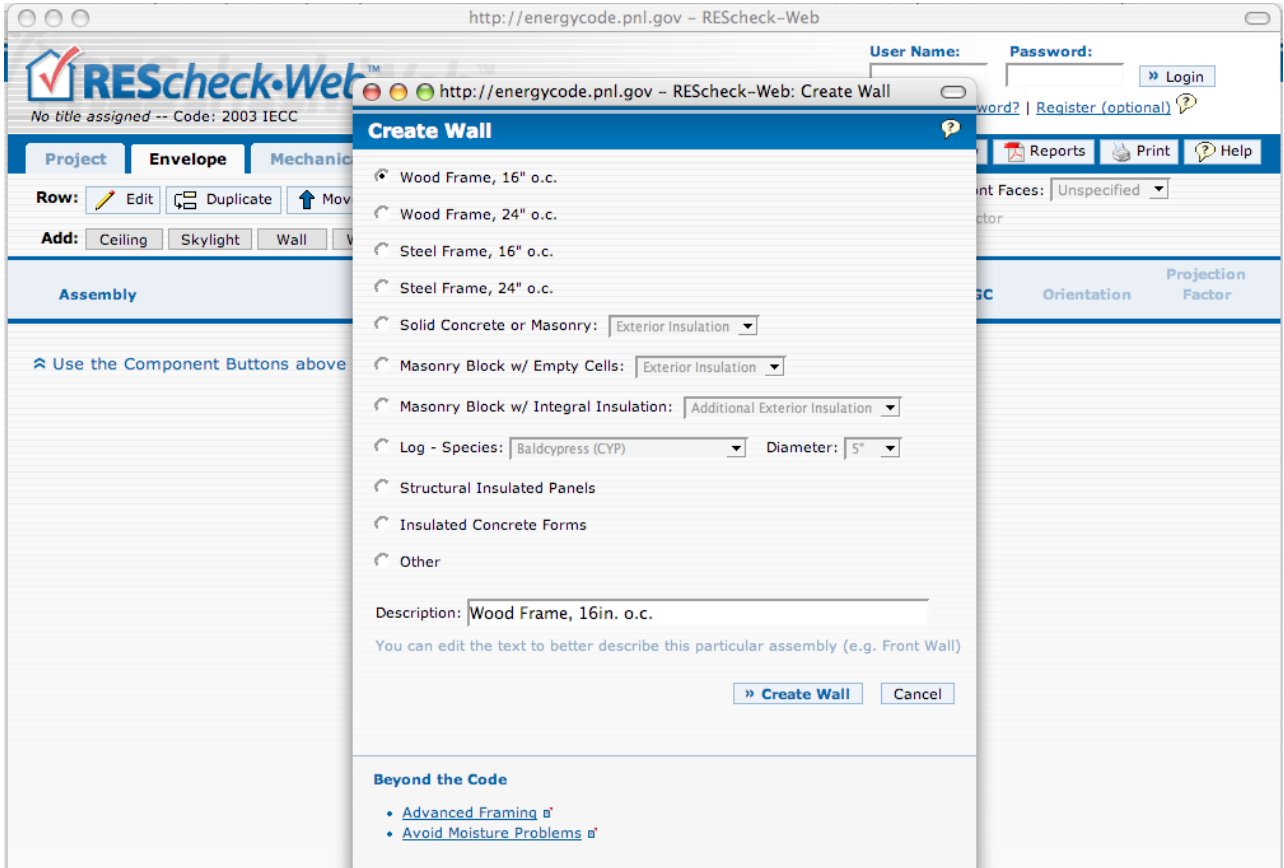 http://energycode.pnl.gov – REScheck-Web
User Name: Password:
REScheck•Web™
» Login
http://energycode.pnl.gov – REScheck-Web: Create Wall
word? | Register (optional) ?
No title assigned -- Code: 2003 IECC
Create Wall ?
Project Envelope Mechanic
Reports Print ? Help
Wood Frame, 16" o.c.
Row: Edit Duplicate Mov
nt Faces: Unspecified
Wood Frame, 24" o.c.
ctor
Add: Ceiling Skylight Wall
Steel Frame, 16" o.c.
Steel Frame, 24" o.c.
Assembly
GC Orientation Projection
Factor
Solid Concrete or Masonry: Exterior Insulation
Use the Component Buttons above
Masonry Block w/ Empty Cells: Exterior Insulation
Masonry Block w/ Integral Insulation: Additional Exterior Insulation
Log - Species: Baldcypress (CYP) Diameter: 5"
Structural Insulated Panels
Insulated Concrete Forms
Other
Description: Wood Frame, 16in. o.c.
You can edit the text to better describe this particular assembly (e.g. Front Wall)
» Create Wall Cancel
Beyond the Code
• Advanced Framing
• Avoid Moisture Problems